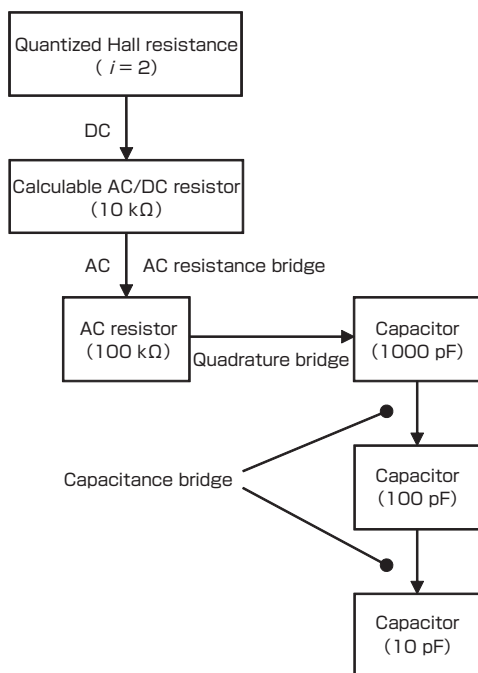 Quantized Hall resistance
( i = 2)
DC
Calculable AC/DC resistor
(10 kΩ)
AC
AC resistance bridge
AC resistor
(100 kΩ)
Quadrature bridge
Capacitor
(1000 pF)
Capacitance bridge
Capacitor
(100 pF)
Capacitor
(10 pF)